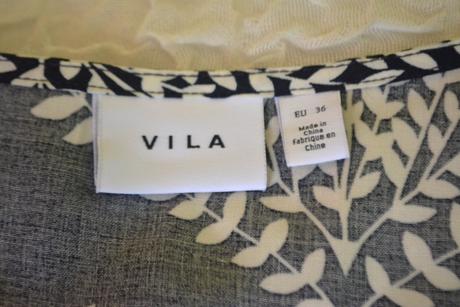 VILA
EU 36
Made in
China
Fabriqué en
Chine